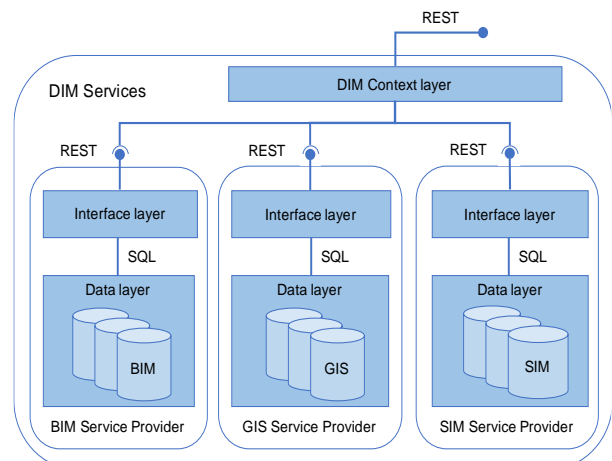 REST
DIM Services
DIM Context layer
REST
REST
REST
Interface layer
Interface layer
Interface layer
SQL
SQL
SQL
Data layer
Data layer
Data layer
BIM
GIS
SIM
BIM Service Provider
GIS Service Provider
SIM Service Provider